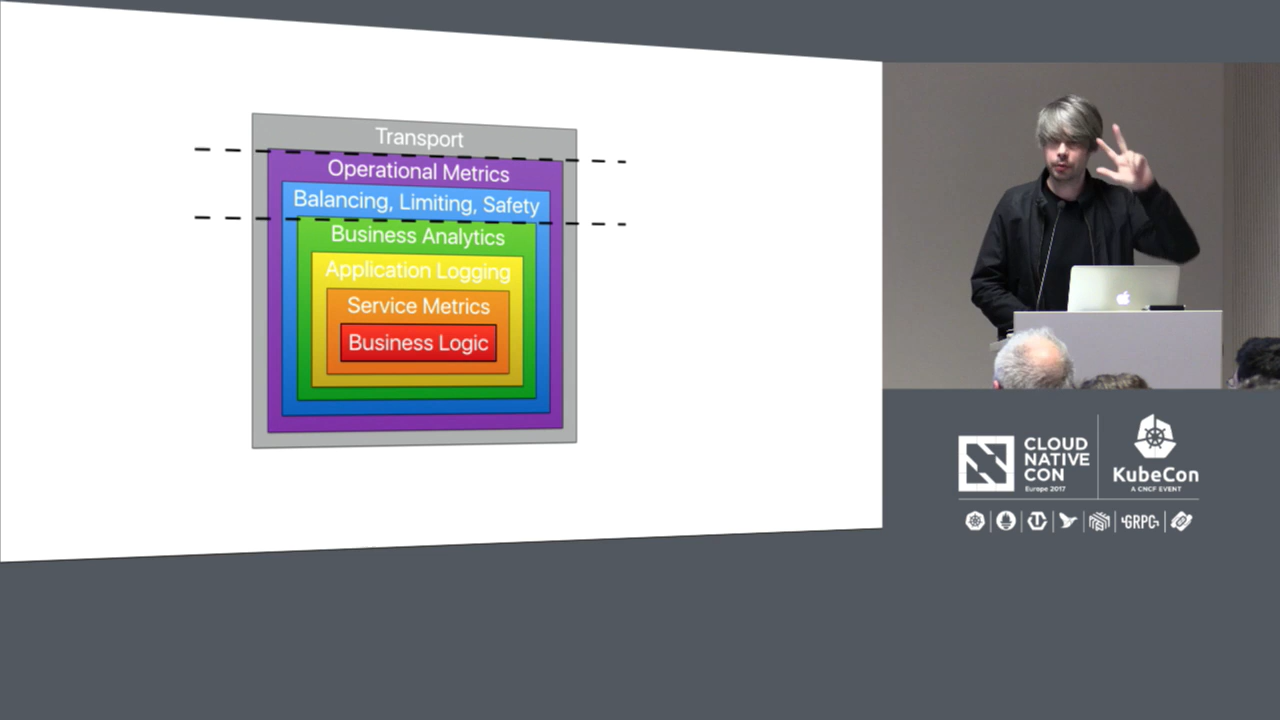 Transport
Operational Metrics
Balancing, Limiting, Safety
Business Analytics
Application Logging
Service Metrics
Business Logic
CLOUD
NATIVE
CON
Europe 2017
KubeCon
A CNCF EVENT
GRPC